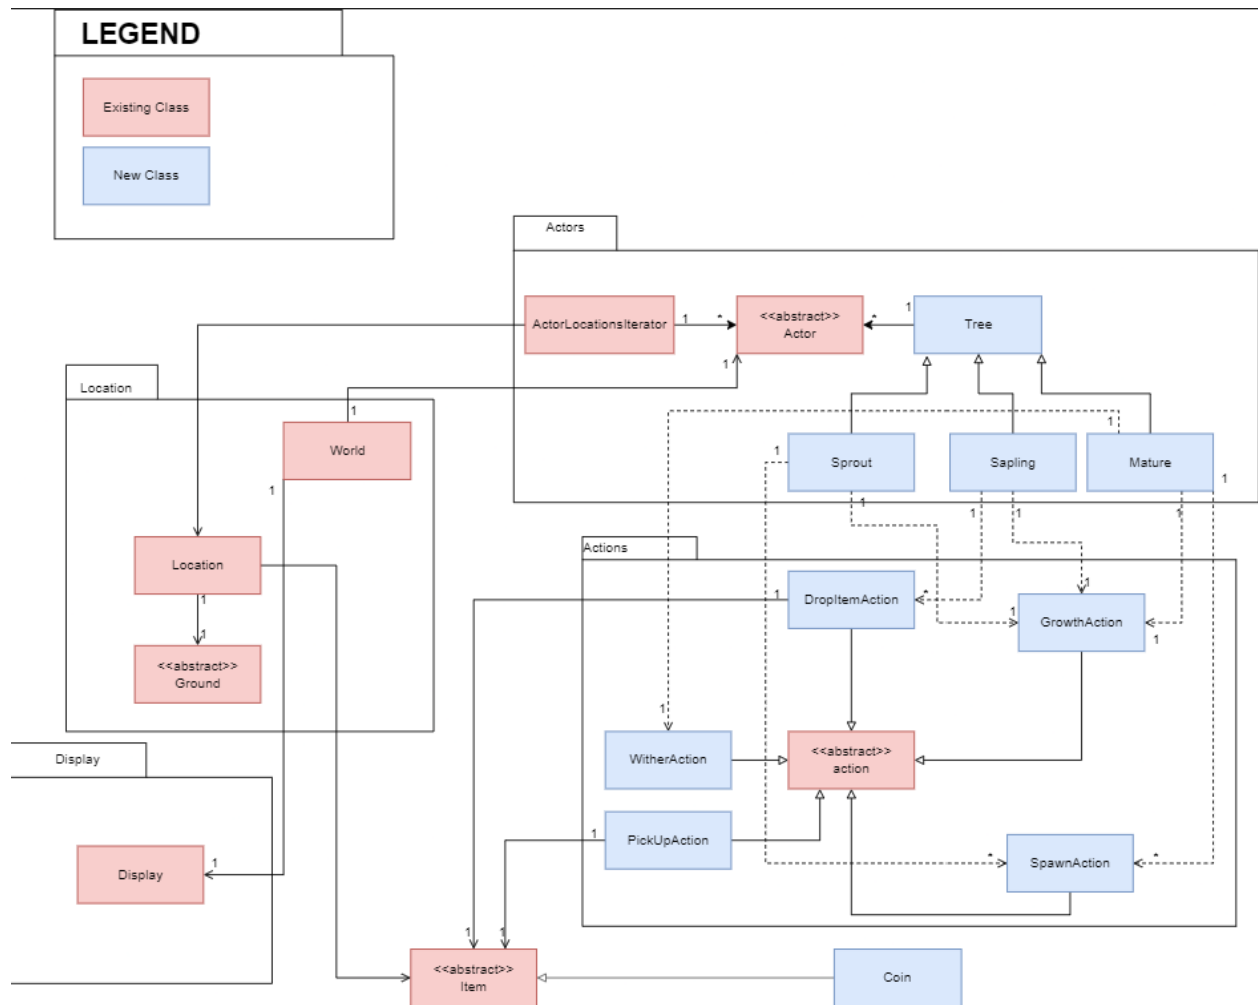 LEGEND
Existing Class
New Class
Actors
ActorLocationsIterator
1
*
<<abstract>>
Actor
*
1
Tree
1
Location
1
World
1
1
Sprout
1
Sapling
1
1
Mature
1
1
1
1
Location
1
1
<<abstract>>
Ground
Actions
1
DropItemAction
*
1
1
GrowthAction
1
1
WitherAction
<<abstract>>
action
1
PickUpAction
*
SpawnAction
*
Display
Display
1
1
1
<<abstract>>
Item
Coin